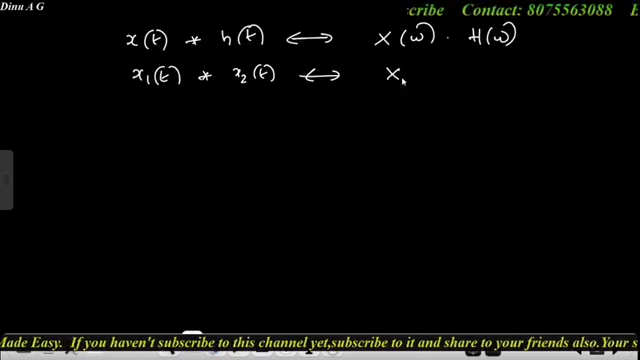 Dinu A G
:cribe Contact: 8075563088 E
x(t) * h(t) ⟷ X(ω) · H(ω)
x₁(t) * x₂(t) ⟷ X
Made Easy. If you haven't subscribe to this channel yet,subscribe to it and share to your friends also.Your s